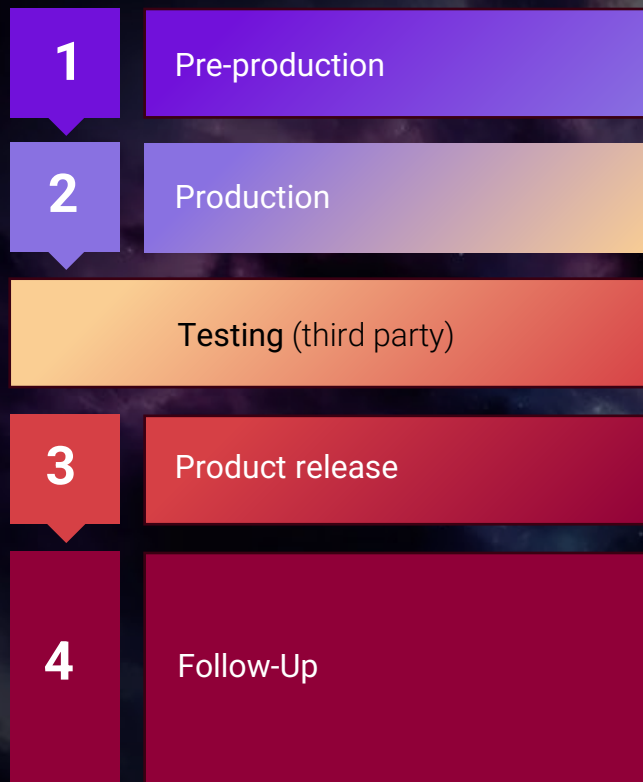 1 Pre-production
2 Production
Testing (third party)
3 Product release
4 Follow-Up